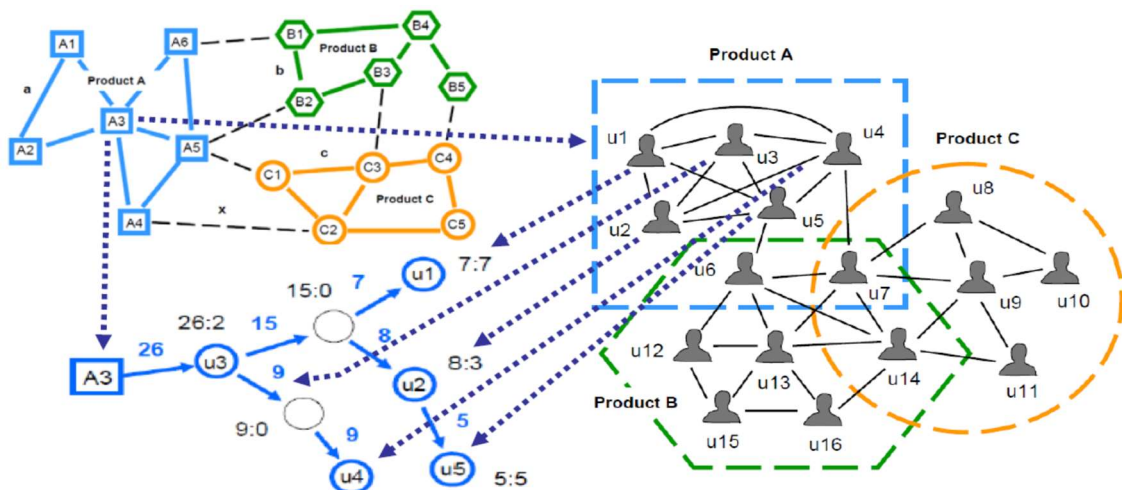 A1
A6
B1
B4
Product B
Product A
a
b
B3
B5
B2
A3
A2
A5
c
C4
C1
C3
Product C
x
A4
C2
C5
Product A
u1
u3
u4
Product C
u8
u2
u5
u6
u7
u9
u10
u12
u13
u14
u11
Product B
u15
u16
7:7
7
u1
15:0
26:2
15
8
26
u3
A3
9
u2
8:3
9:0
9
5
u4
u5
5:5